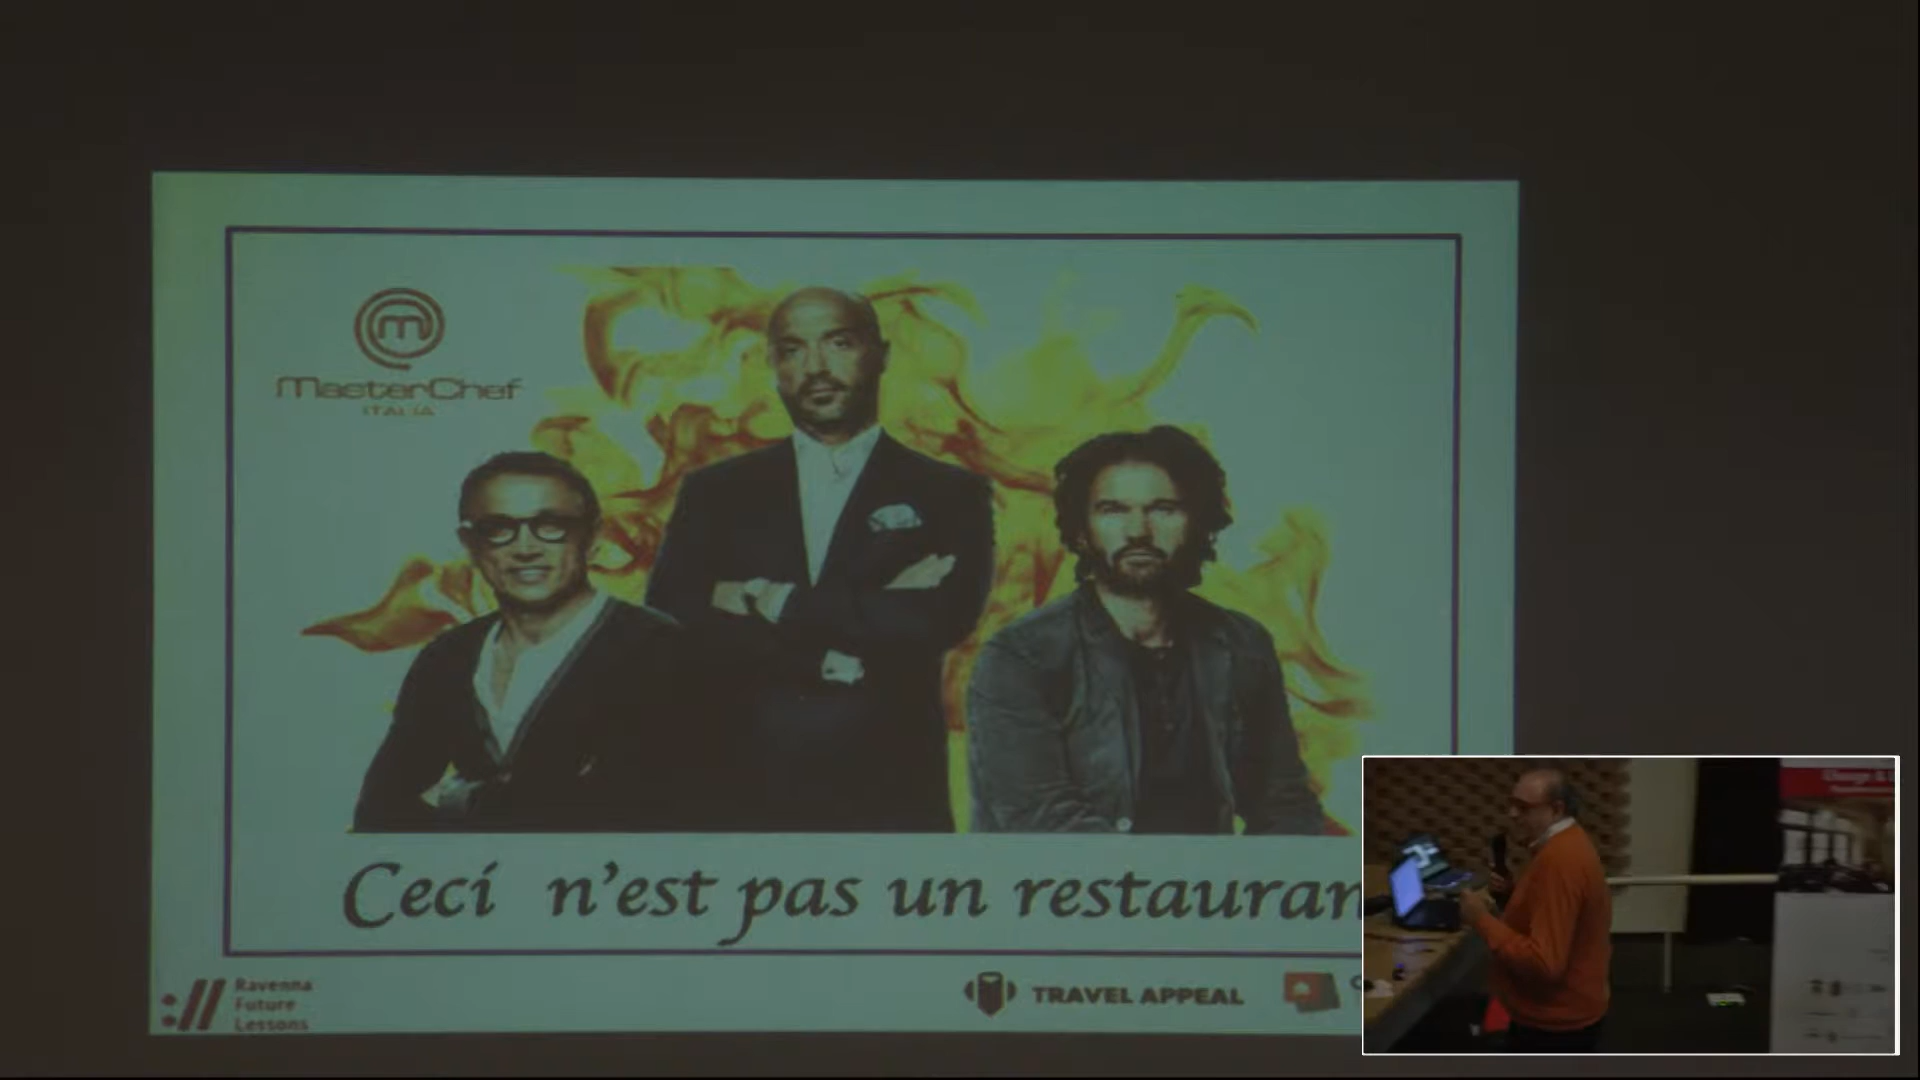 MasterChef
ITALIA
Ceci n'est pas un restauran
Ravenna
Future
Lessons
TRAVEL APPEAL